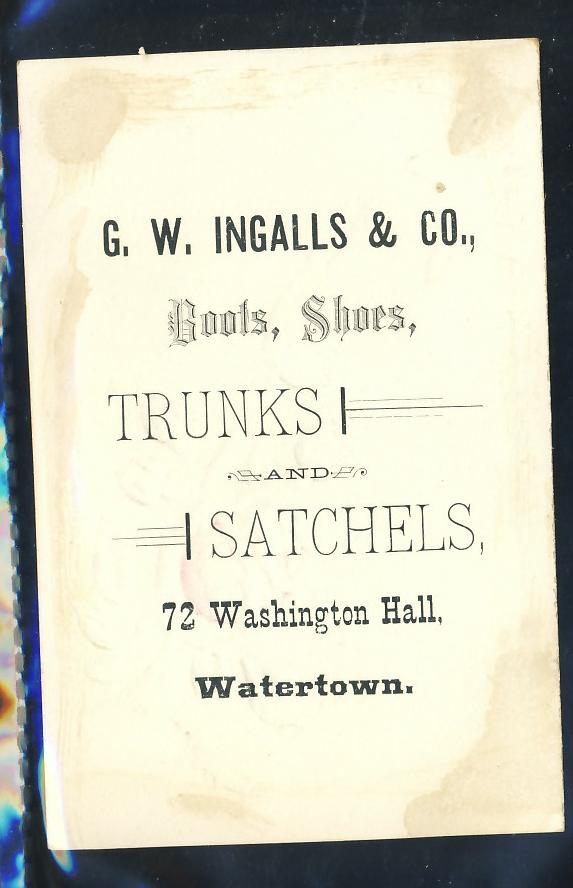 G. W. INGALLS & CO.,
Boots, Shoes,
TRUNKS
AND
SATCHELS,
72 Washington Hall,
Watertown.